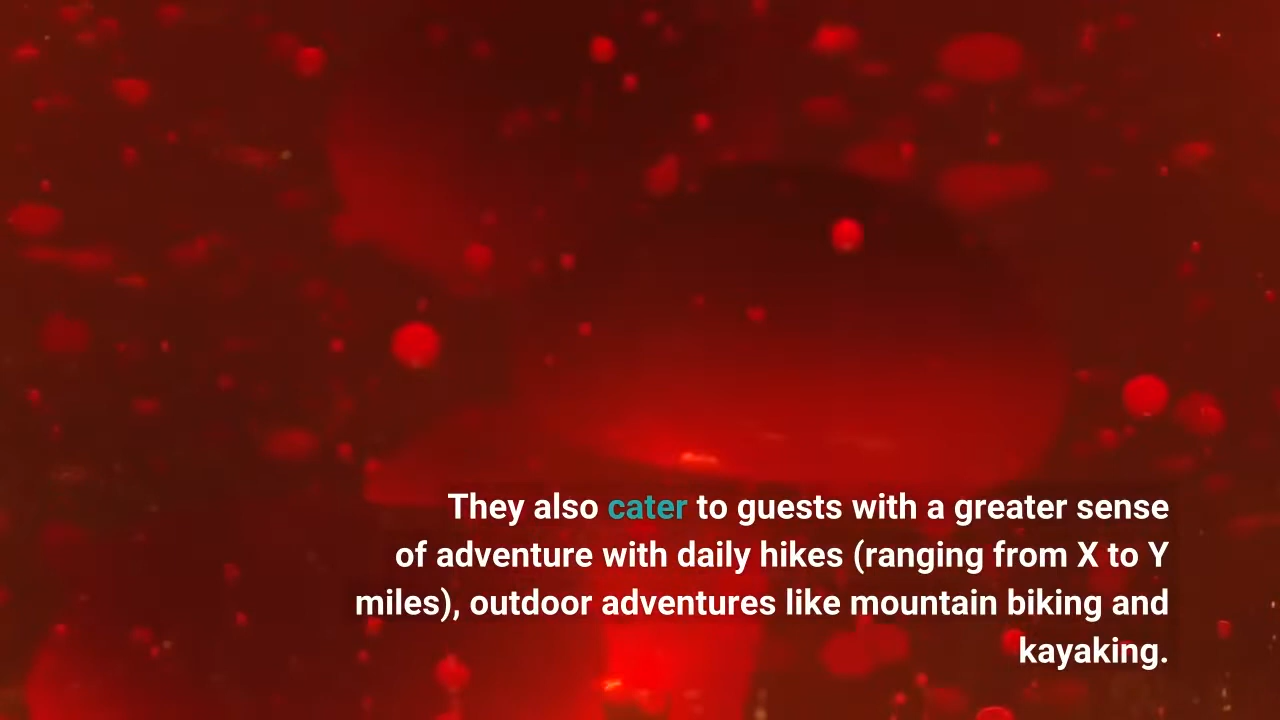 They also cater to guests with a greater sense
of adventure with daily hikes (ranging from X to Y
miles), outdoor adventures like mountain biking and
kayaking.